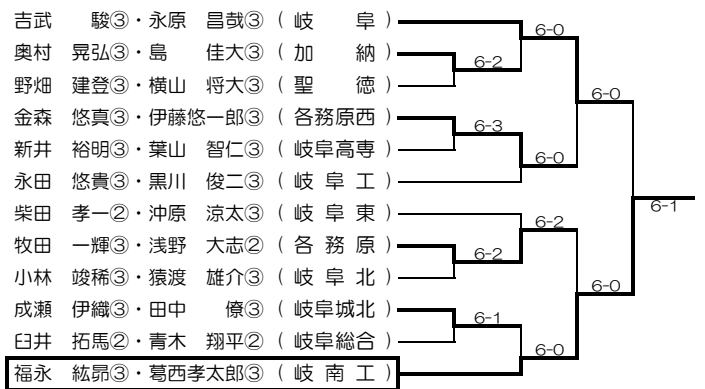 吉武 駿③・永原 昌哉③ ( 岐 阜 )
6-0
奥村 晃弘③・島 佳大③ ( 加 納 )
6-2
野畑 建登③・横山 将大③ ( 聖 徳 )
6-0
金森 悠真③・伊藤悠一郎③ ( 各務原西 )
6-3
新井 裕明③・葉山 智仁③ ( 岐阜高専 )
6-0
永田 悠貴③・黒川 俊二③ ( 岐 阜 工 )
6-1
柴田 孝一②・沖原 涼太③ ( 岐 阜 東 )
6-2
牧田 一輝③・浅野 大志② ( 各 務 原 )
6-2
小林 竣稀③・猿渡 雄介③ ( 岐 阜 北 )
6-0
成瀬 伊織③・田中 僚③ ( 岐阜城北 )
6-1
臼井 拓馬②・青木 翔平② ( 岐阜総合 )
6-0
福永 紘昴③・葛西孝太郎③ ( 岐 南 工 )